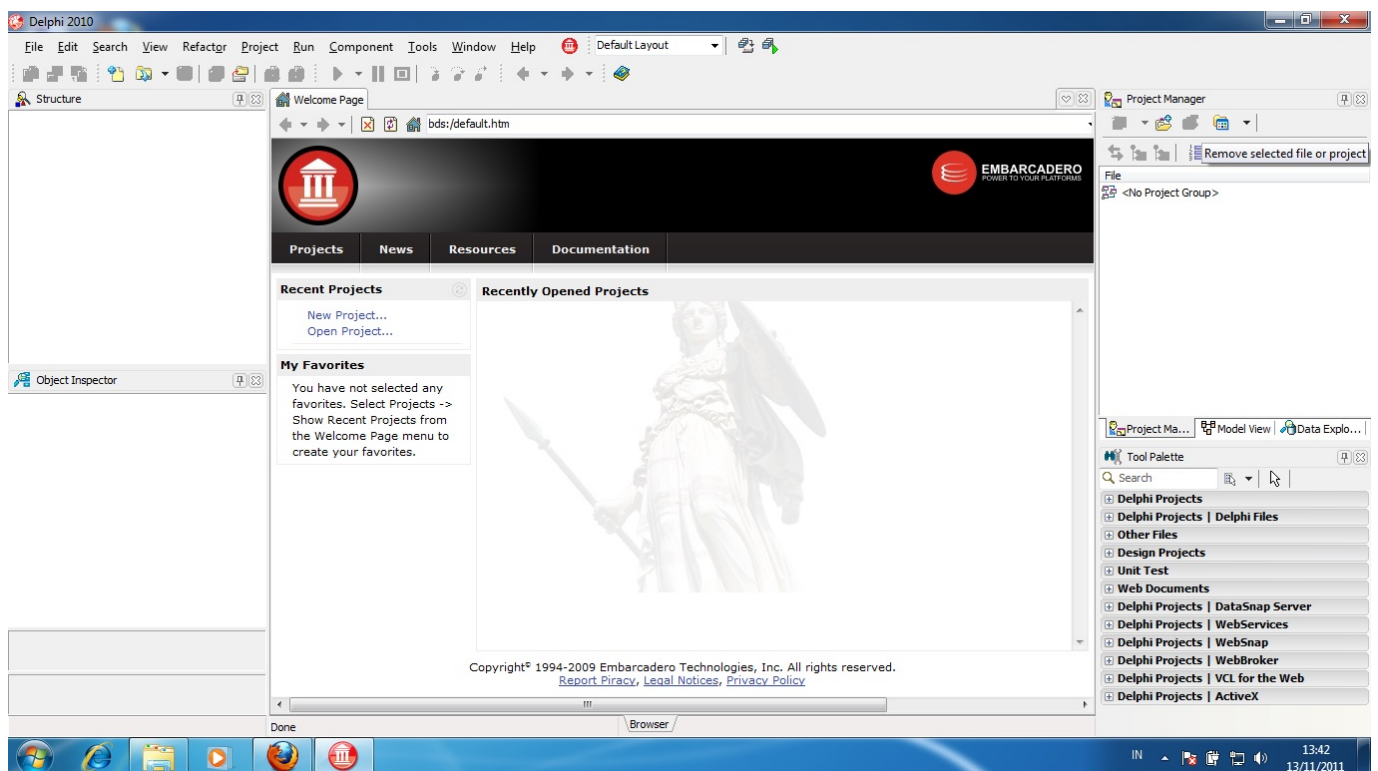 Delphi 2010
File Edit Search View Refactor Project Run Component Tools Window Help Default Layout
Structure
Welcome Page
Project Manager
bds:/default.htm
Remove selected file or project
EMBARCADERO
POWER TO YOUR PLATFORMS
File
<No Project Group>
Projects News Resources Documentation
Recent Projects
New Project...
Open Project...
Recently Opened Projects
My Favorites
You have not selected any
favorites. Select Projects ->
Show Recent Projects from
the Welcome Page menu to
create your favorites.
Object Inspector
Project Ma... Model View Data Explo...
Tool Palette
Search
Delphi Projects
Delphi Projects | Delphi Files
Other Files
Design Projects
Unit Test
Web Documents
Delphi Projects | DataSnap Server
Delphi Projects | WebServices
Delphi Projects | WebSnap
Delphi Projects | WebBroker
Delphi Projects | VCL for the Web
Delphi Projects | ActiveX
Copyright© 1994-2009 Embarcadero Technologies, Inc. All rights reserved.
Report Piracy, Legal Notices, Privacy Policy
Done
Browser
IN
13:42
13/11/2011